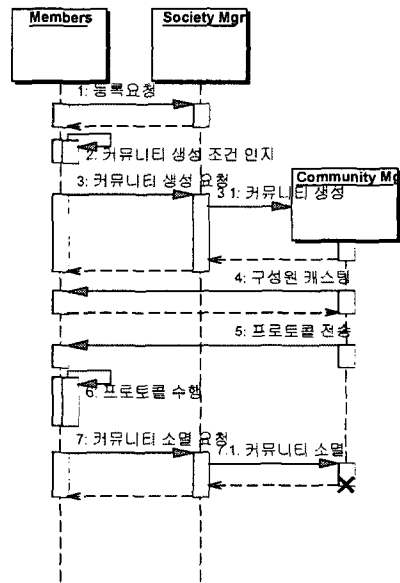 Members
Society Mgr
1: 등록요청
2: 커뮤니티 생성 조건 인지
3: 커뮤니티 생성 요청
3.1: 커뮤니티 생성
Community Mg
4: 구성원 캐스팅
5: 프로토콜 전송
6: 프로토콜 수행
7: 커뮤니티 소멸 요청
7.1: 커뮤니티 소멸